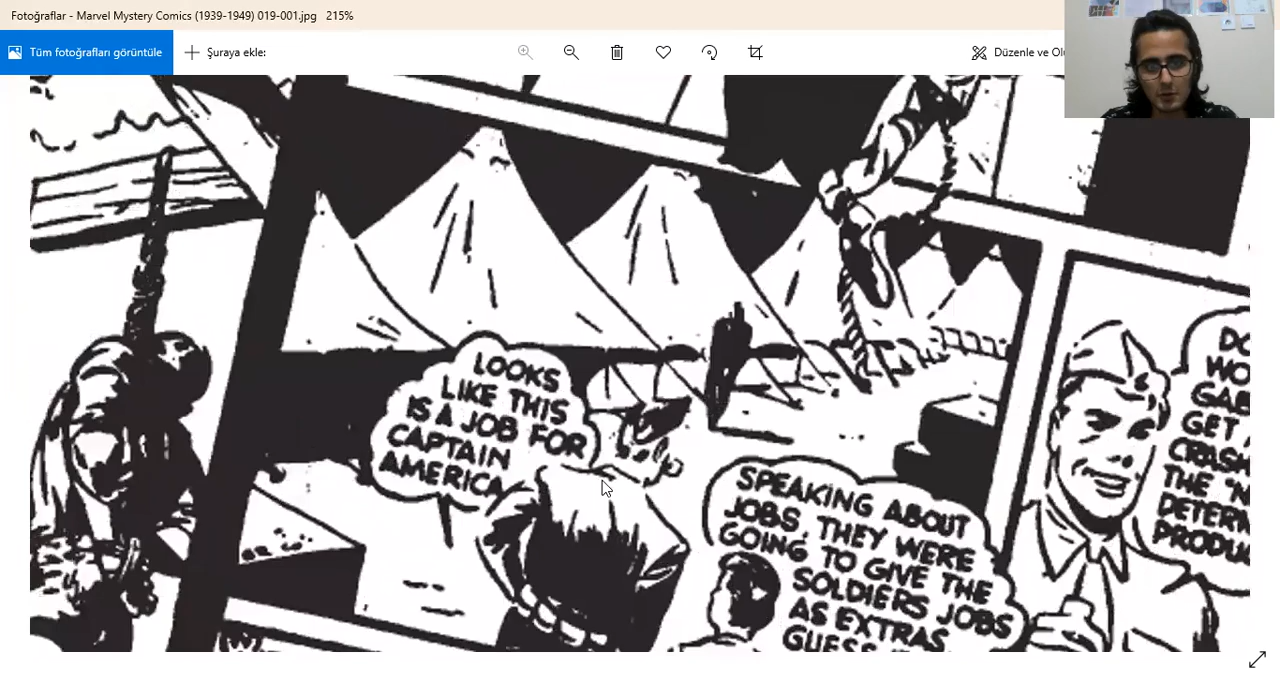 Fotoğraflar - Marvel Mystery Comics (1939-1949) 019-001.jpg 215%
Tüm fotoğrafları görüntüle
Şuraya ekle:
Düzenle ve
LOOKS
LIKE THIS
IS A JOB FOR
CAPTAIN
AMERICA
SPEAKING ABOUT
JOBS, THEY WERE
GOING TO GIVE THE
SOLDIERS JOBS
AS EXTRAS
GUESS
GET
CRASH
THE